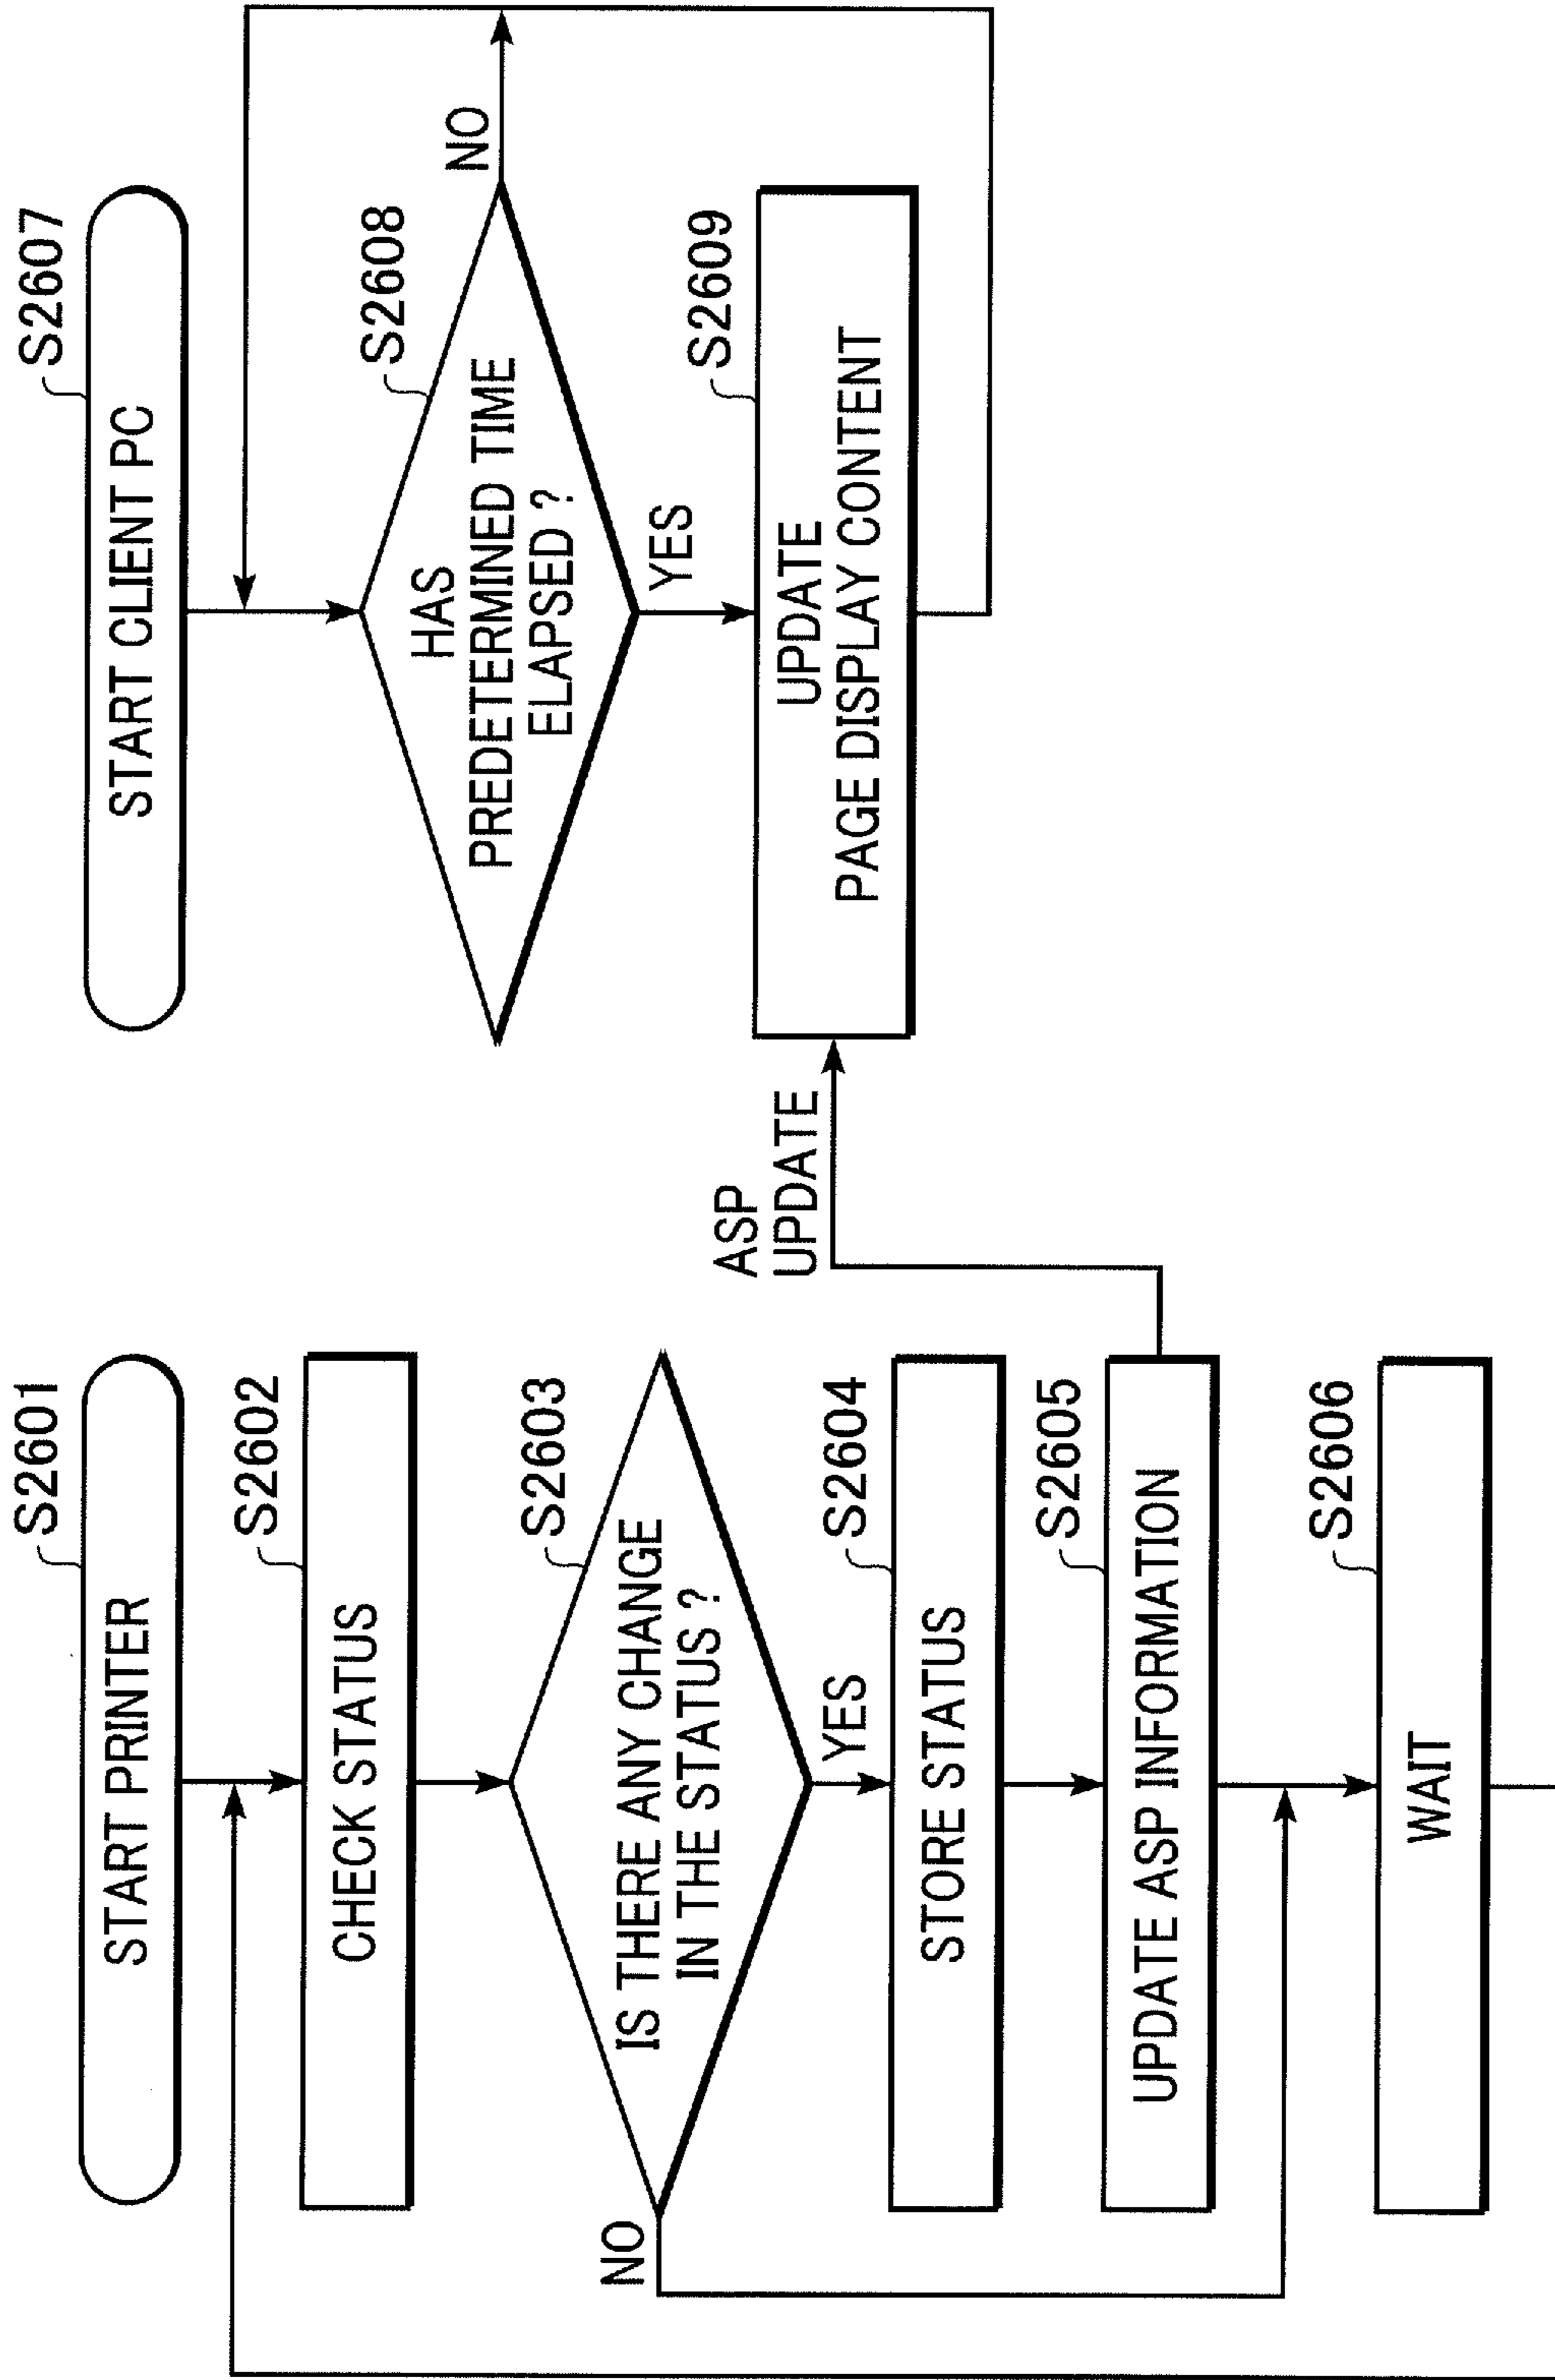 S2601
START PRINTER
S2602
CHECK STATUS
S2603
IS THERE ANY CHANGE
IN THE STATUS ?
NO
YES
S2604
STORE STATUS
S2605
UPDATE ASP INFORMATION
S2606
WAIT
ASP
UPDATE
S2607
START CLIENT PC
S2608
HAS
PREDETERMINED TIME
ELAPSED ?
NO
YES
S2609
UPDATE
PAGE DISPLAY CONTENT